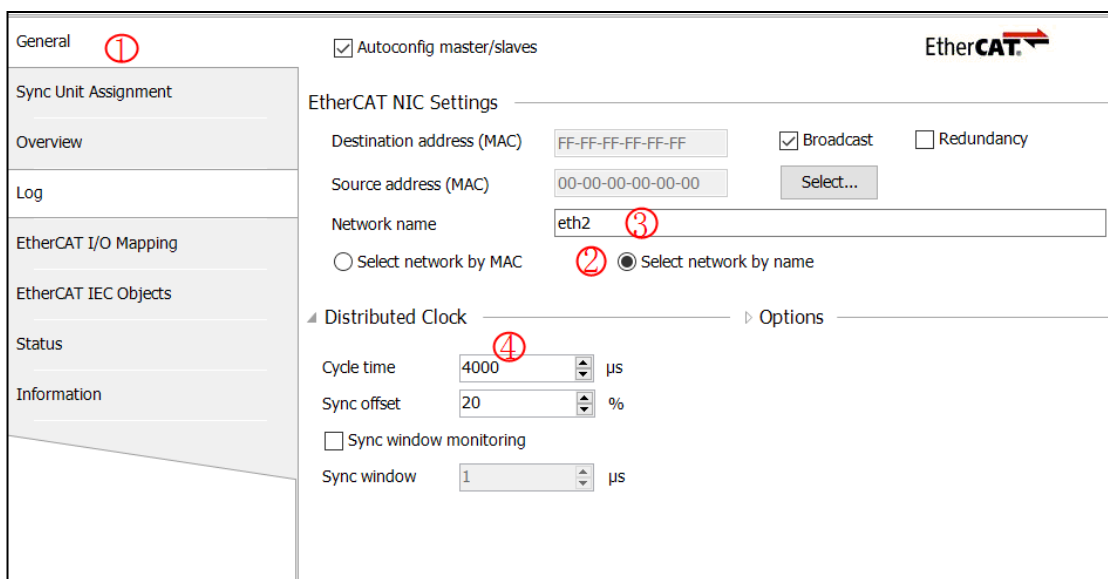 General ①
Sync Unit Assignment
Overview
Log
EtherCAT I/O Mapping
EtherCAT IEC Objects
Status
Information
Autoconfig master/slaves
EtherCAT®
EtherCAT NIC Settings
Destination address (MAC) FF-FF-FF-FF-FF-FF Broadcast Redundancy
Source address (MAC) 00-00-00-00-00-00 Select...
Network name eth2 ③
Select network by MAC ② Select network by name
Distributed Clock Options
④
Cycle time 4000 µs
Sync offset 20 %
Sync window monitoring
Sync window 1 µs